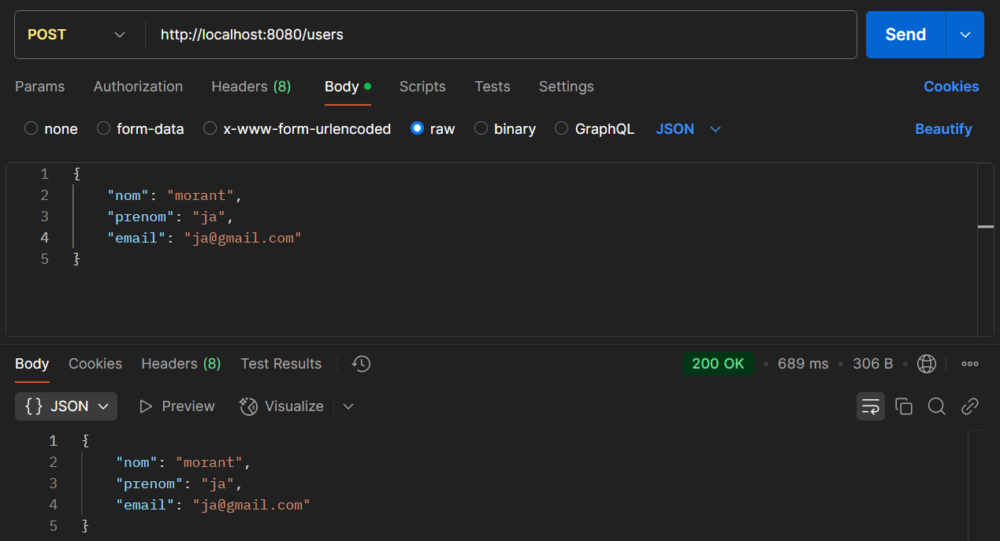 POST http://localhost:8080/users Send
Params Authorization Headers (8) Body Scripts Tests Settings Cookies
none form-data x-www-form-urlencoded raw binary GraphQL JSON Beautify
1 {
2 "nom": "morant",
3 "prenom": "ja",
4 "email": "ja@gmail.com"
5 }
Body Cookies Headers (8) Test Results 200 OK 689 ms 306 B
{} JSON Preview Visualize
1 {
2 "nom": "morant",
3 "prenom": "ja",
4 "email": "ja@gmail.com"
5 }